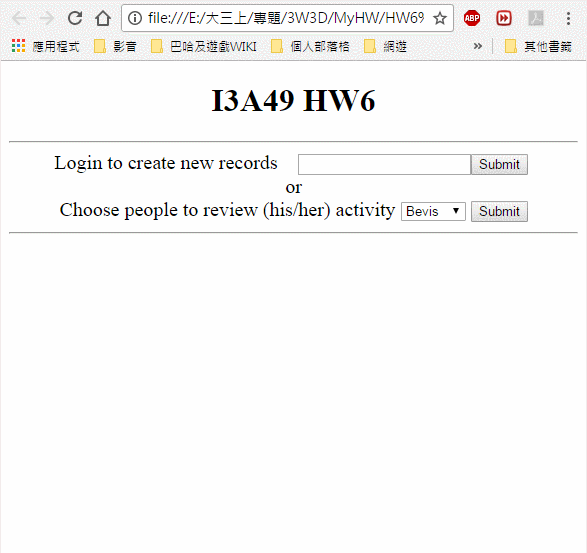 file:///E:/大三上/專題/3W3D/MyHW/HW69
ABP
應用程式 影音 巴哈及遊戲WIKI 個人部落格 網遊 » 其他書籤
I3A49 HW6
Login to create new records Submit
or
Choose people to review (his/her) activity Bevis Submit